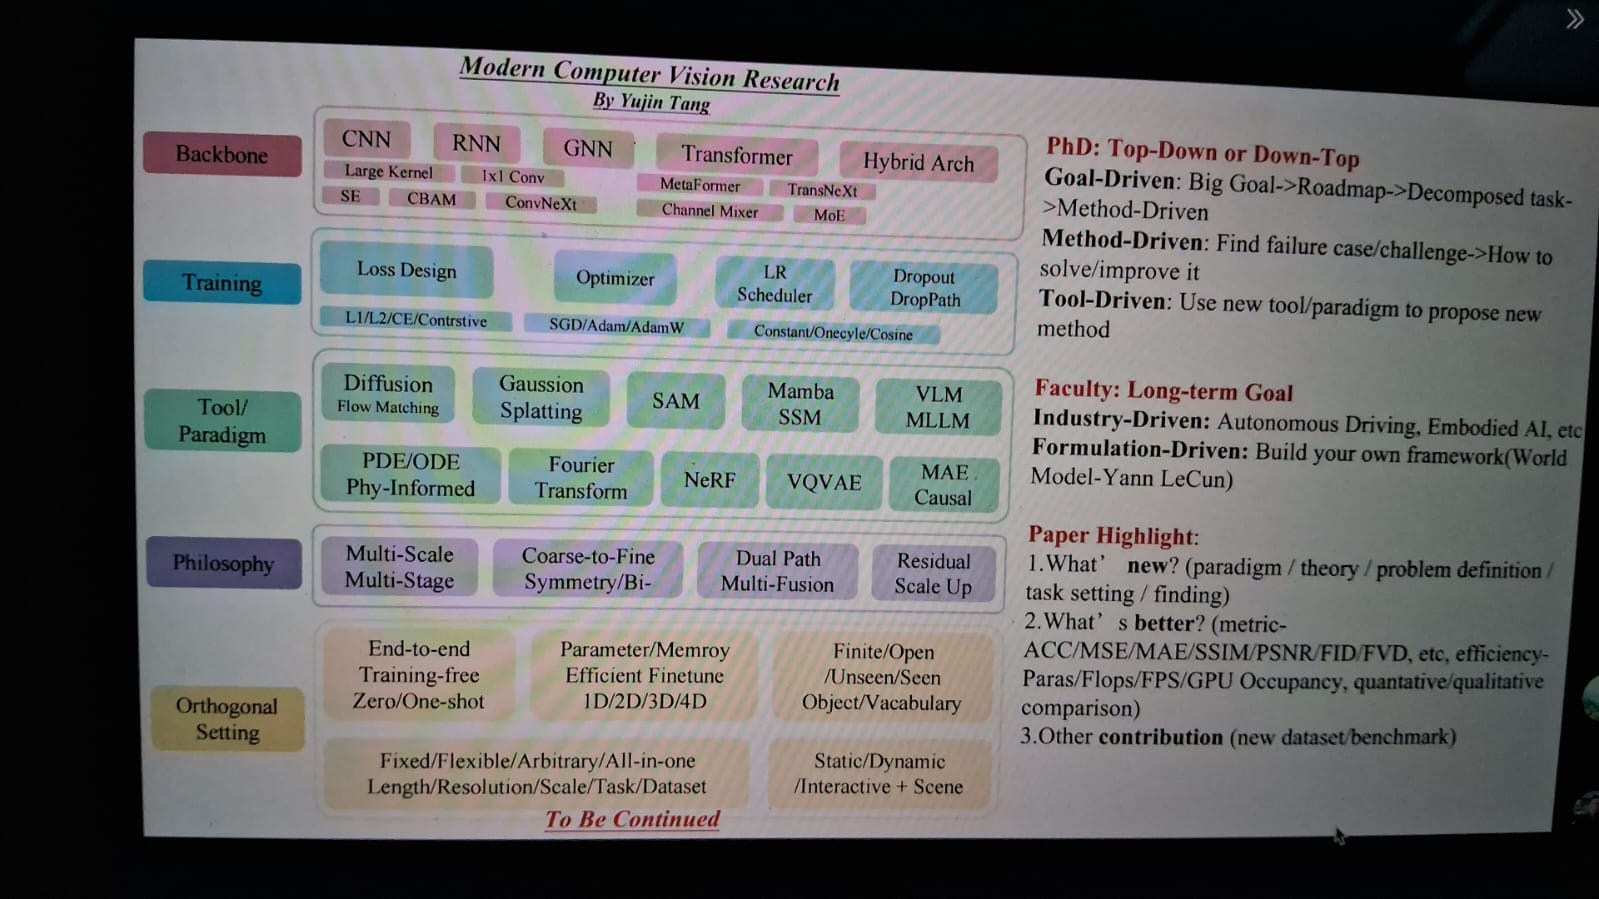 Modern Computer Vision Research
By Yujin Tang
Backbone
CNN
RNN
GNN
Transformer
Hybrid Arch
Large Kernel
1x1 Conv
MetaFormer
TransNeXt
SE
CBAM
ConvNeXt
Channel Mixer
MoE
Training
Loss Design
Optimizer
LR
Scheduler
Dropout
DropPath
L1/L2/CE/Contrstive
SGD/Adam/AdamW
Constant/Onecyle/Cosine
Tool/
Paradigm
Diffusion
Flow Matching
Gaussion
Splatting
SAM
Mamba
SSM
VLM
MLLM
PDE/ODE
Phy-Informed
Fourier
Transform
NeRF
VQVAE
MAE
Causal
Philosophy
Multi-Scale
Multi-Stage
Coarse-to-Fine
Symmetry/Bi-
Dual Path
Multi-Fusion
Residual
Scale Up
Orthogonal
Setting
End-to-end
Training-free
Zero/One-shot
Parameter/Memroy
Efficient Finetune
1D/2D/3D/4D
Finite/Open
/Unseen/Seen
Object/Vacabulary
Fixed/Flexible/Arbitrary/All-in-one
Length/Resolution/Scale/Task/Dataset
Static/Dynamic
/Interactive + Scene
To Be Continued
PhD: Top-Down or Down-Top
Goal-Driven: Big Goal->Roadmap->Decomposed task-
>Method-Driven
Method-Driven: Find failure case/challenge->How to
solve/improve it
Tool-Driven: Use new tool/paradigm to propose new
method
Faculty: Long-term Goal
Industry-Driven: Autonomous Driving, Embodied AI, etc
Formulation-Driven: Build your own framework(World
Model-Yann LeCun)
Paper Highlight:
1.What’ new? (paradigm / theory / problem definition /
task setting / finding)
2.What’ s better? (metric-
ACC/MSE/MAE/SSIM/PSNR/FID/FVD, etc, efficiency-
Paras/Flops/FPS/GPU Occupancy, quantative/qualitative
comparison)
3.Other contribution (new dataset/benchmark)